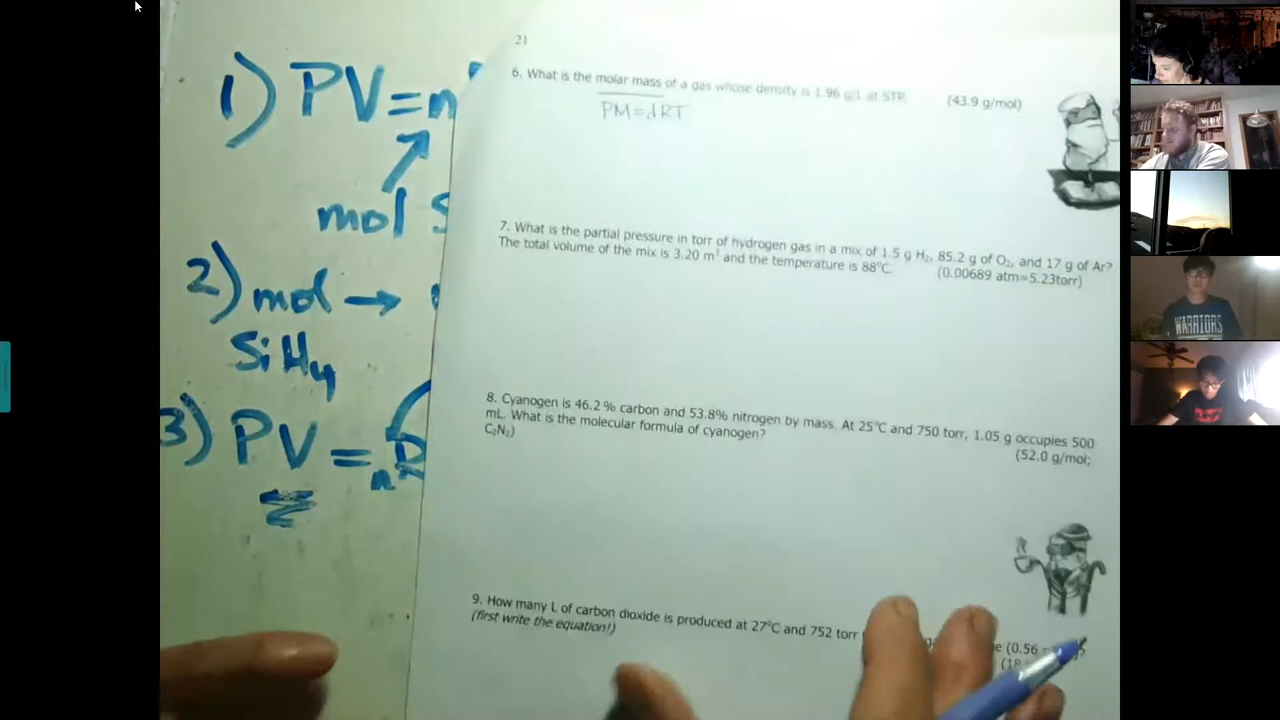 1) PV=n
mol S
2) mol →
SiH4
3) PV = nR
21
6. What is the molar mass of a gas whose density is 1.96 g/l at STP. (43.9 g/mol)
PM=dRT
7. What is the partial pressure in torr of hydrogen gas in a mix of 1.5 g H₂, 85.2 g of O₂, and 17 g of Ar?
The total volume of the mix is 3.20 m³ and the temperature is 88°C. (0.00689 atm=5.23torr)
8. Cyanogen is 46.2 % carbon and 53.8% nitrogen by mass. At 25°C and 750 torr, 1.05 g occupies 500
mL. What is the molecular formula of cyanogen? (52.0 g/mol;
C₂N₂)
9. How many L of carbon dioxide is produced at 27°C and 752 torr (0.56
(first write the equation!) (18
WARRIORS